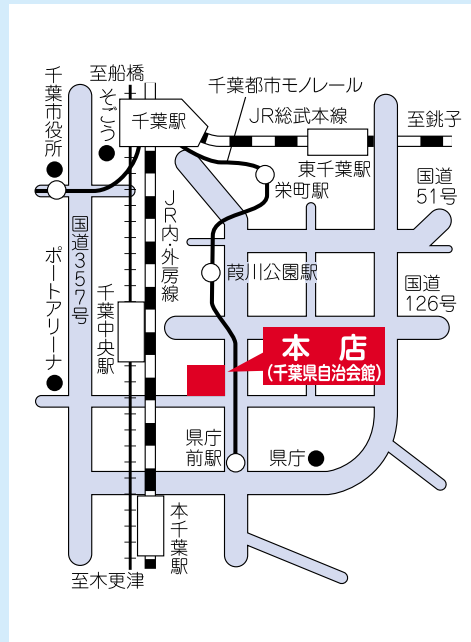 至船橋
千葉市役所
そごう
千葉駅
千葉都市モノレール
JR総武本線
至銚子
東千葉駅
栄町駅
国道
51号
JR内・外房線
国道357号
葭川公園駅
ポートアリーナ
千葉中央駅
国道
126号
本店
(千葉県自治会館)
県庁
前駅
県庁
本千葉駅
至木更津